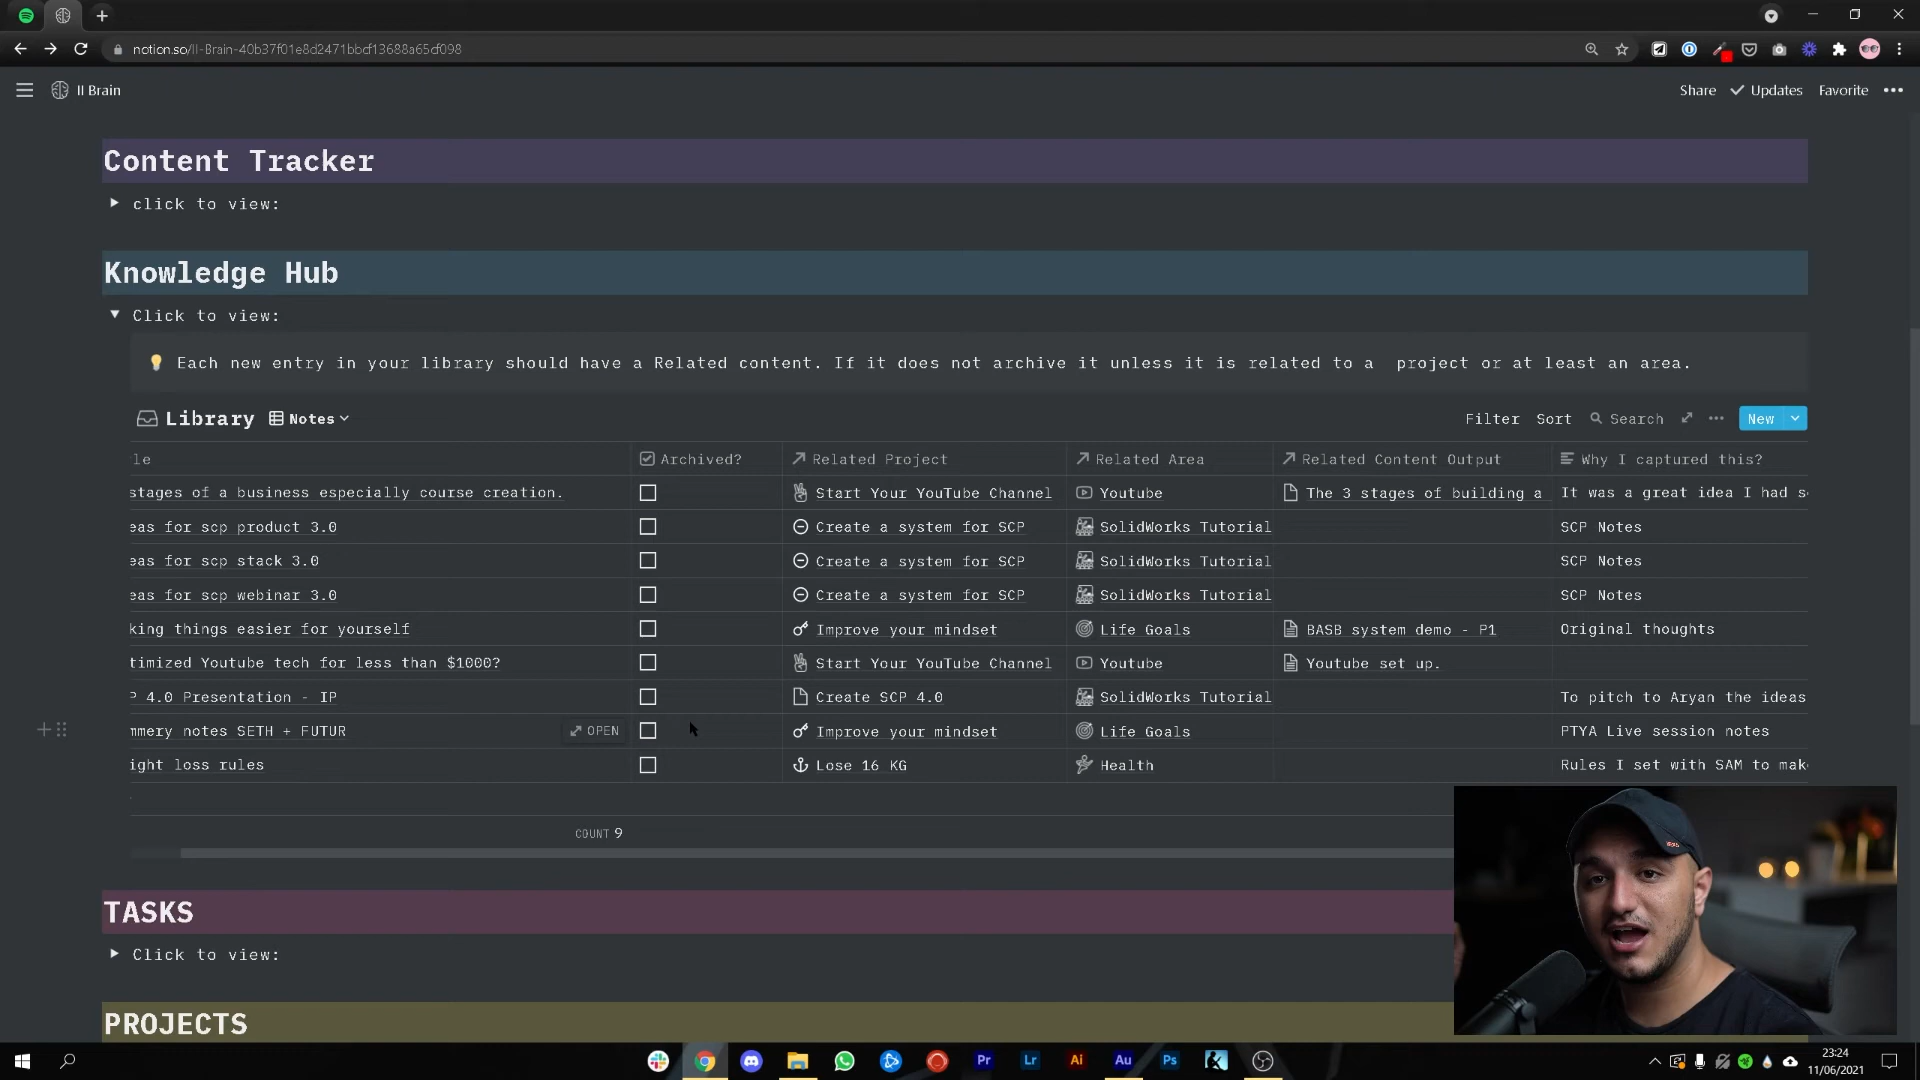 notion.so/II-Brain-40b37f01e8d2471bbcf13688a65cf098
II Brain
Share Updates Favorite
Content Tracker
click to view:
Knowledge Hub
Click to view:
Each new entry in your library should have a Related content. If it does not archive it unless it is related to a project or at least an area.
Library Notes Filter Sort Search New
le Archived? Related Project Related Area Related Content Output Why I captured this?
stages of a business especially course creation. Start Your YouTube Channel Youtube The 3 stages of building a It was a great idea I had s
eas for scp product 3.0 Create a system for SCP SolidWorks Tutorial SCP Notes
eas for scp stack 3.0 Create a system for SCP SolidWorks Tutorial SCP Notes
eas for scp webinar 3.0 Create a system for SCP SolidWorks Tutorial SCP Notes
king things easier for yourself Improve your mindset Life Goals BASB system demo - P1 Original thoughts
timized Youtube tech for less than $1000? Start Your YouTube Channel Youtube Youtube set up.
P 4.0 Presentation - IP Create SCP 4.0 SolidWorks Tutorial To pitch to Aryan the ideas
mmery notes SETH + FUTUR OPEN Improve your mindset Life Goals PTYA Live session notes
ight loss rules Lose 16 KG Health Rules I set with SAM to mak
COUNT 9
TASKS
Click to view:
PROJECTS
Pr Lr Ai Au Ps
23:24
11/06/2021